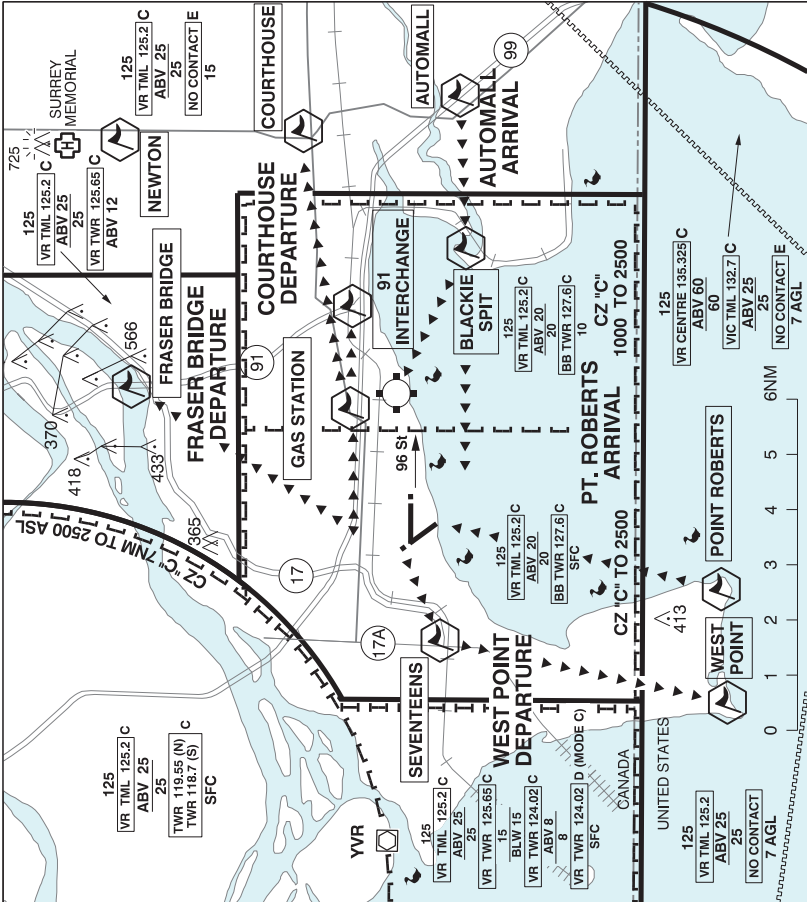 725
SURREY
MEMORIAL
125
VR TML 125.2 C
ABV 25
25
NO CONTACT E
15
COURTHOUSE
AUTOMALL
99
NEWTON
125
VR TML 125.2 C
ABV 25
25
VR TWR 125.65 C
ABV 12
AUTOMALL
ARRIVAL
COURTHOUSE
DEPARTURE
91
INTERCHANGE
BLACKIE
SPIT
125
VR TML 125.2 C
ABV 20
20
BB TWR 127.6 C
10
CZ "C"
1000 TO 2500
125
VR CENTRE 135.325 C
ABV 60
60
VIC TML 132.7 C
ABV 25
25
NO CONTACT E
7 AGL
370
566
FRASER BRIDGE
FRASER BRIDGE
DEPARTURE
91
GAS STATION
418
433
365
96 St
PT. ROBERTS
ARRIVAL
CZ "C" 7NM TO 2500 ASL
17
125
VR TML 125.2 C
ABV 20
20
BB TWR 127.6 C
SFC
CZ "C" TO 2500
POINT ROBERTS
413
WEST
POINT
17A
SEVENTEENS
WEST POINT
DEPARTURE
125
VR TML 125.2 C
ABV 25
25
TWR 119.55 (N) C
TWR 118.7 (S)
SFC
YVR
125
VR TML 125.2 C
ABV 25
25
VR TWR 125.65 C
15
BLW 15
VR TWR 124.02 C
ABV 8
8
VR TWR 124.02 D (MODE C)
SFC
CANADA
UNITED STATES
125
VR TML 125.2 C
ABV 25
25
NO CONTACT
7 AGL
0 1 2 3 4 5 6NM